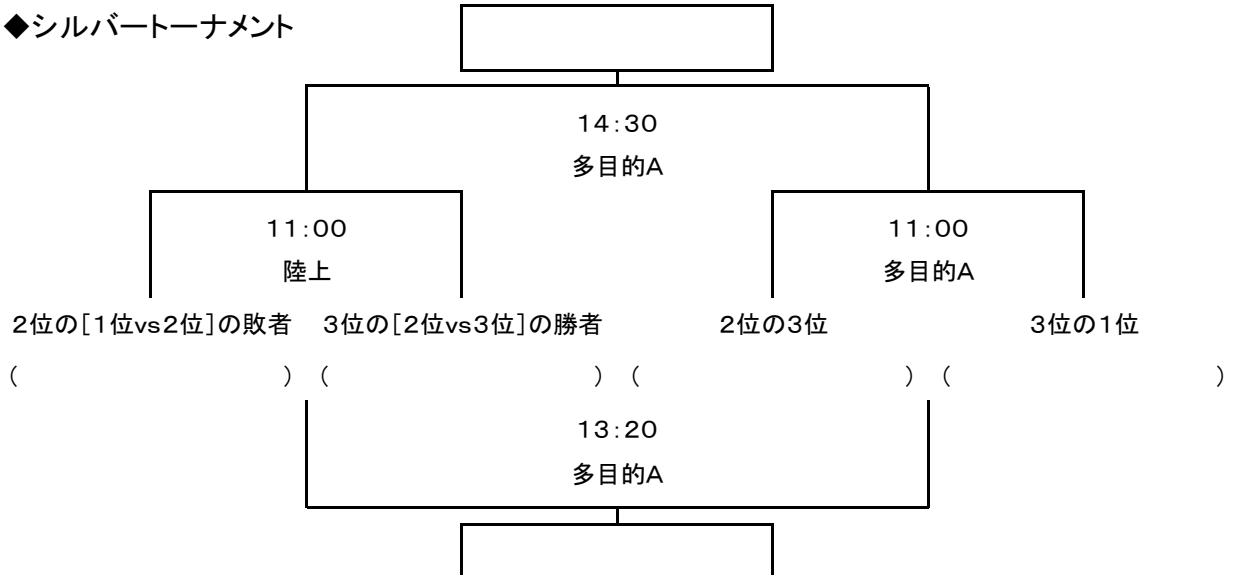 ◆シルバートーナメント
14:30
多目的A
11:00
陸上
11:00
多目的A
2位の[1位vs2位]の敗者 3位の[2位vs3位]の勝者 2位の3位 3位の1位
( ) ( ) ( ) ( )
13:20
多目的A